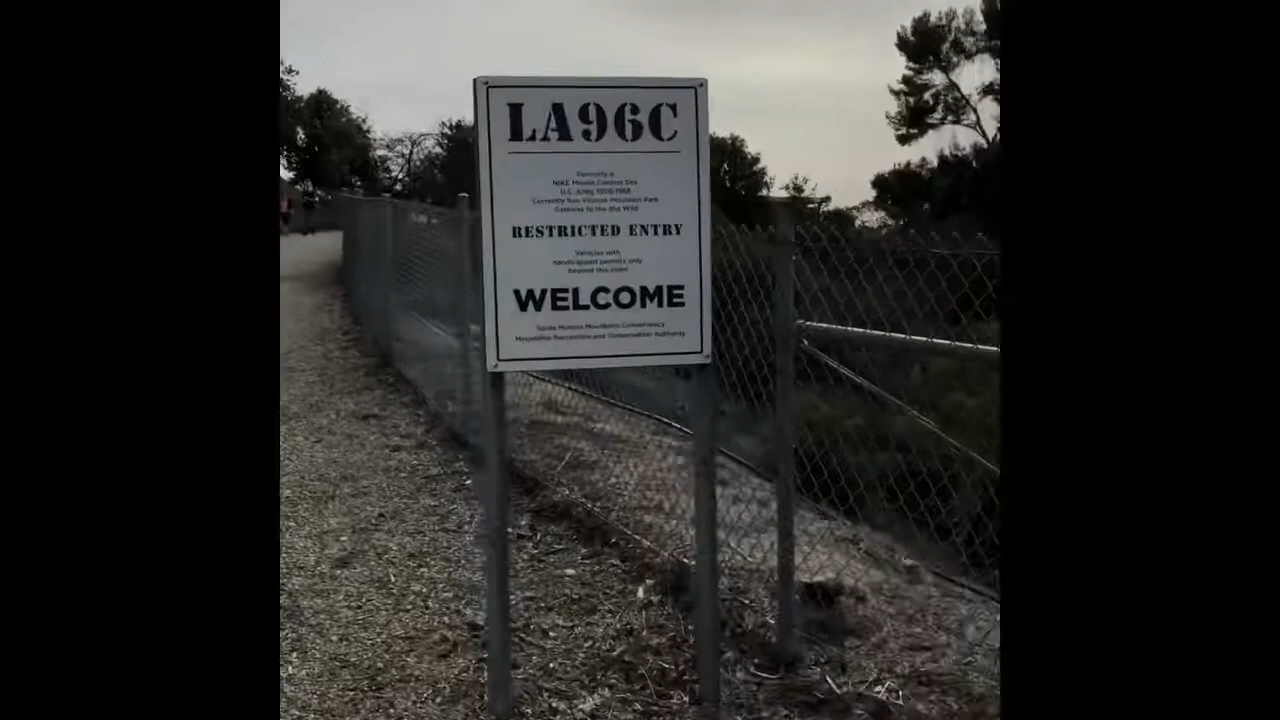 LA96C
Formerly a
NIKE Missile Control Site
U.S. Army 1956-1968
Currently San Vicente Mountain Park
Gateway to the Big Wild
RESTRICTED ENTRY
Vehicles with
handicapped permits only
beyond this point
WELCOME
Santa Monica Mountains Conservancy
Mountains Recreation and Conservation Authority